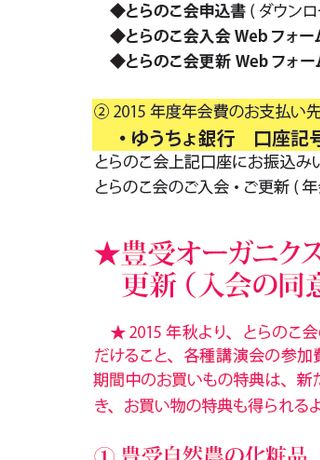 ◆とらのこ会申込書 ( ダウンロ
◆とらのこ会入会 Web フォー
◆とらのこ会更新 Web フォー
② 2015 年度年会費のお支払い先
・ゆうちょ銀行 口座記号
とらのこ会上記口座にお振込み
とらのこ会のご入会・ご更新 ( 年
★豊受オーガニクス
更新（入会の同意
★ 2015 年秋より、とらのこ会
だけること、各種講演会の参加費
期間中のお買いもの特典は、新た
き、お買い物の特典も得られるよ
① 豊受自然農の化粧品